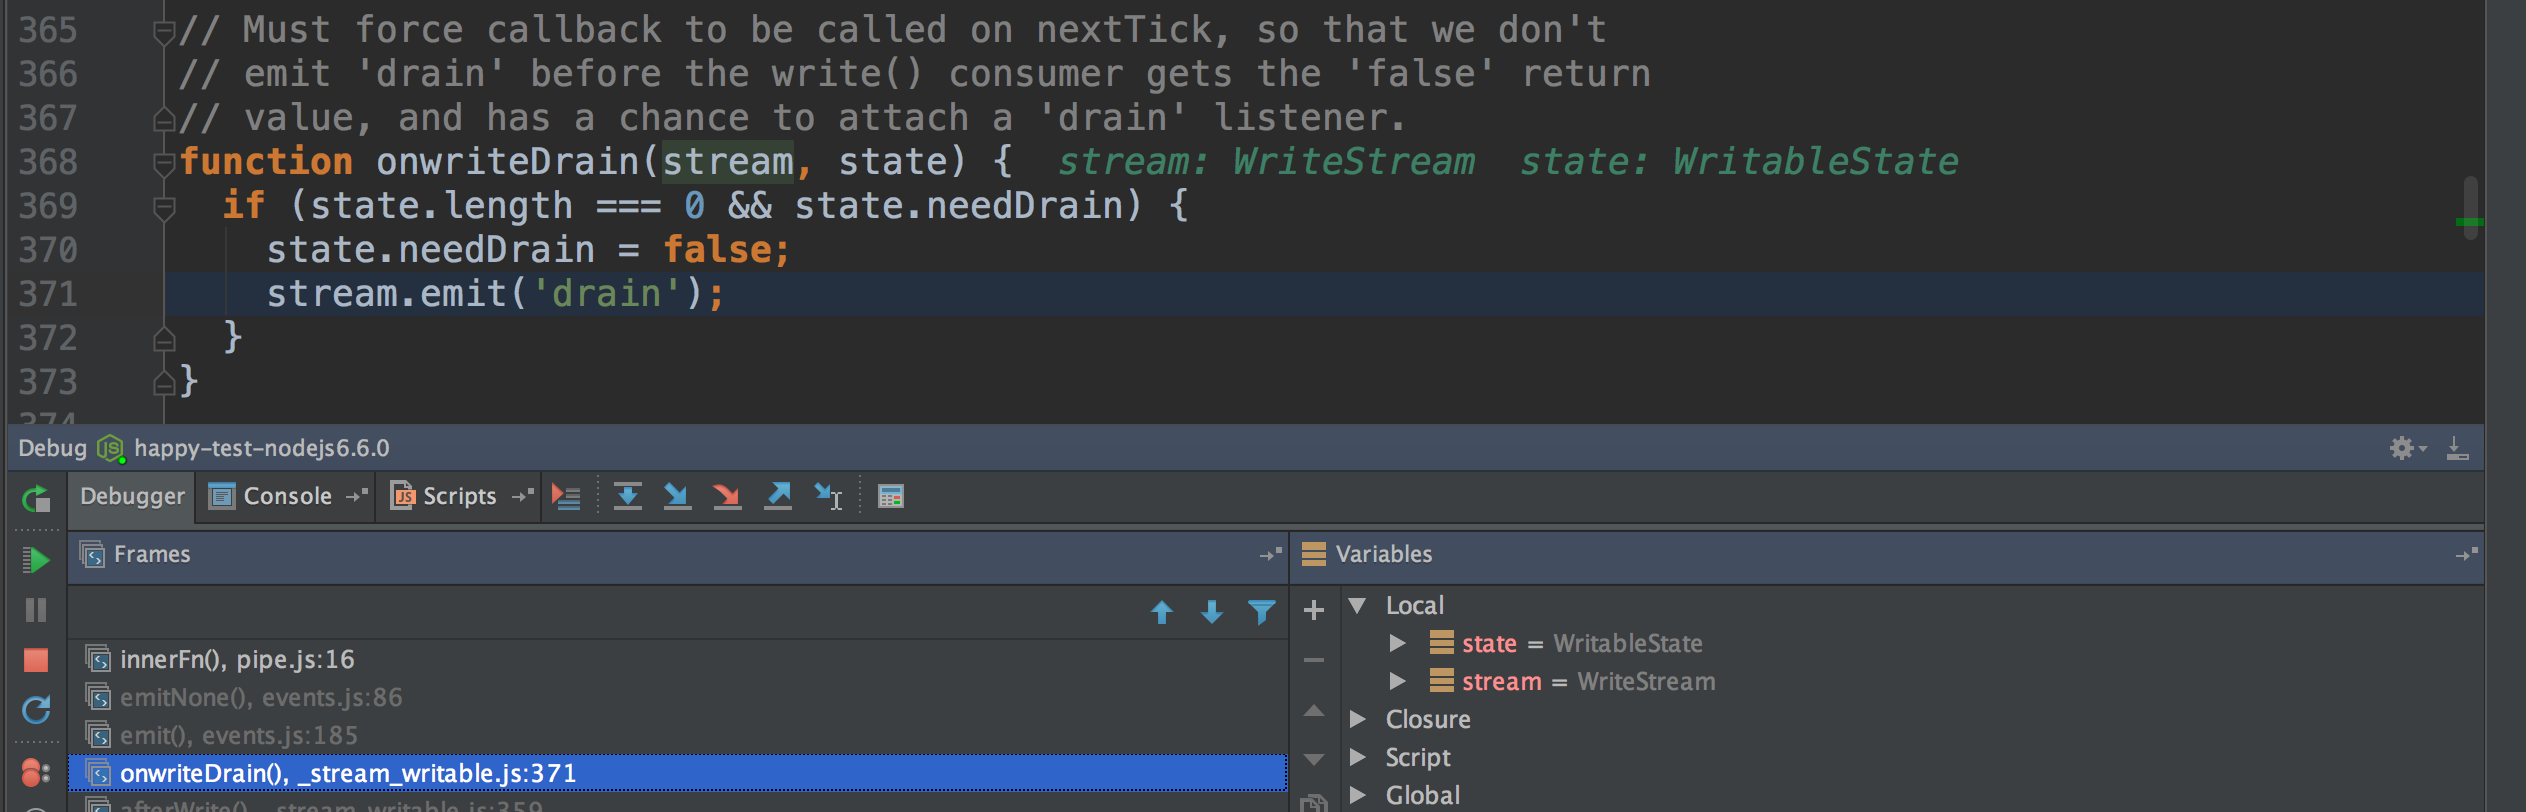 365 // Must force callback to be called on nextTick, so that we don't
366 // emit 'drain' before the write() consumer gets the 'false' return
367 // value, and has a chance to attach a 'drain' listener.
368 function onwriteDrain(stream, state) { stream: WriteStream state: WritableState
369 if (state.length === 0 && state.needDrain) {
370 state.needDrain = false;
371 stream.emit('drain');
372 }
373 }
374
Debug happy-test-nodejs6.6.0
Debugger Console Scripts
Frames
innerFn(), pipe.js:16
emitNone(), events.js:86
emit(), events.js:185
onwriteDrain(), _stream_writable.js:371
afterWrite(), _stream_writable.js:359
Variables
Local
state = WritableState
stream = WriteStream
Closure
Script
Global